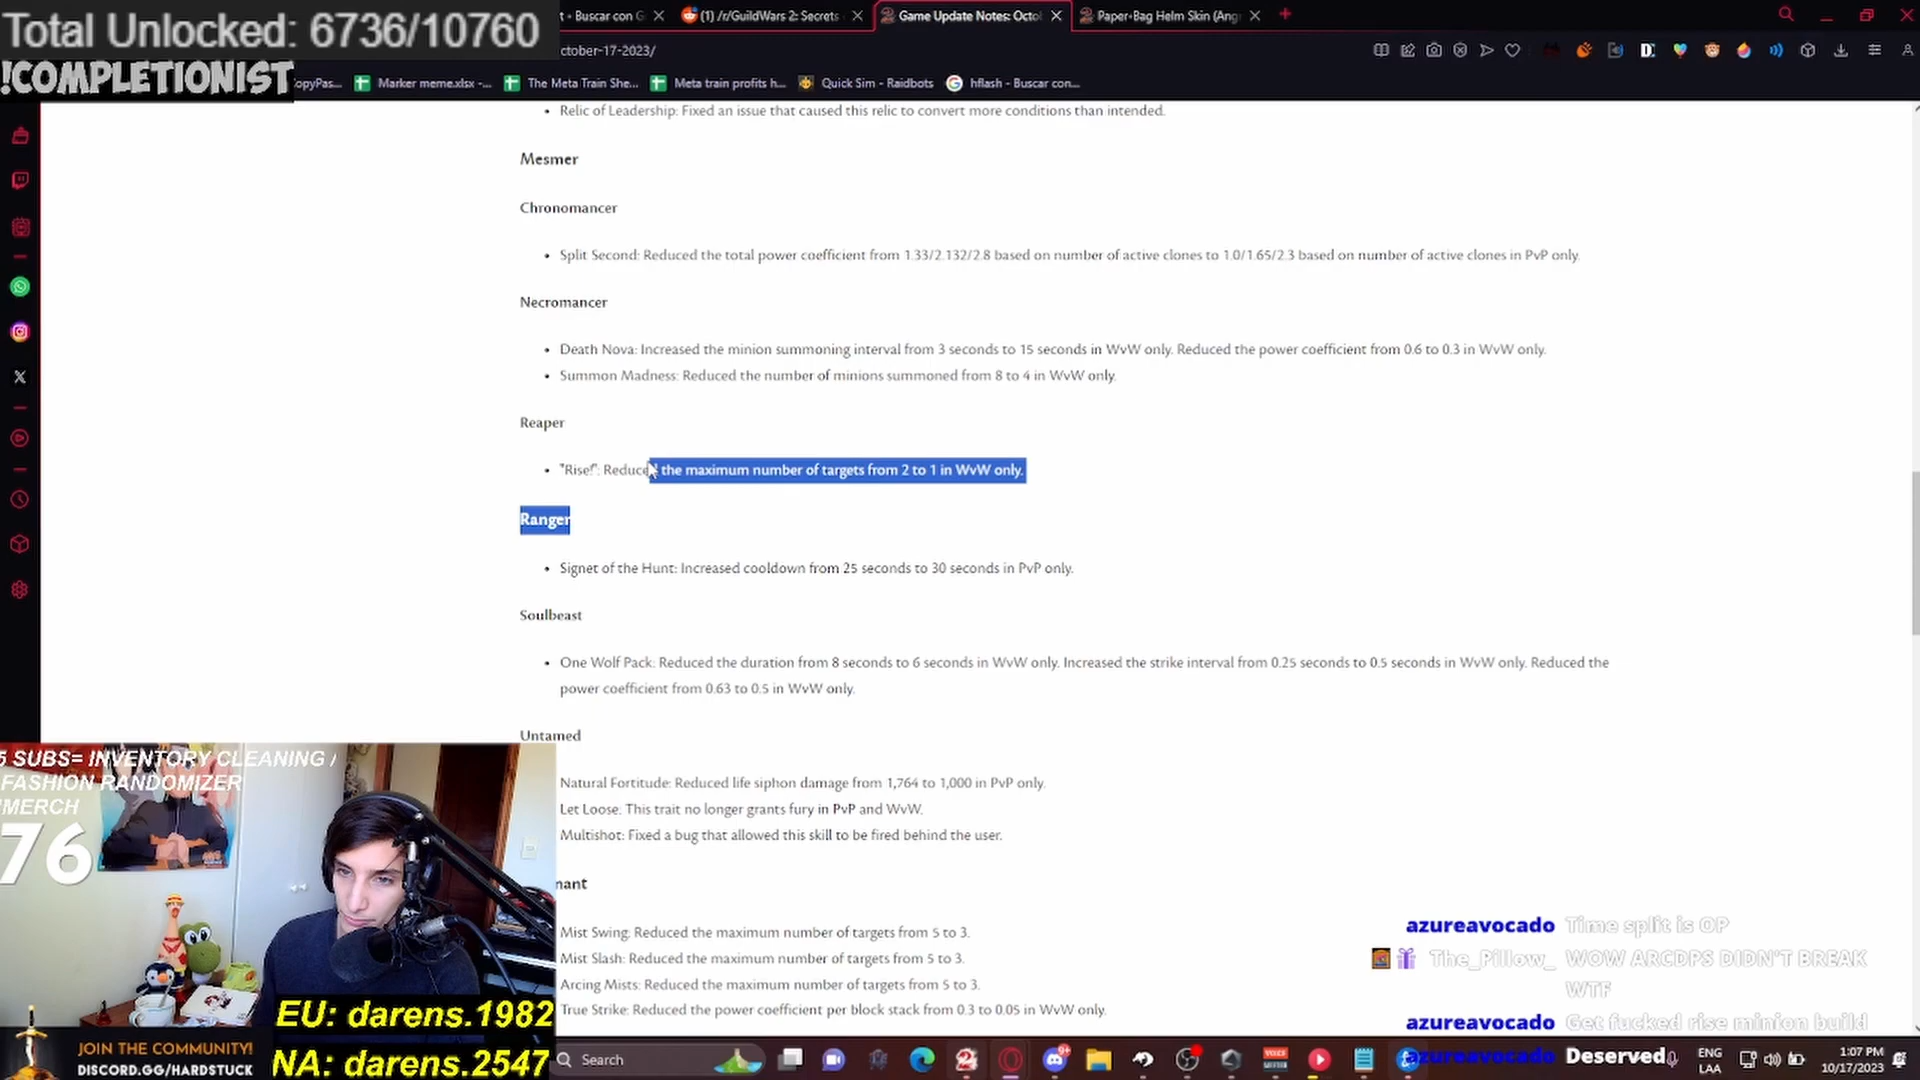 Total Unlocked: 6736/10760
!COMPLETIONIST
• Buscar con G
(1) /r/GuildWars 2: Secrets
Game Update Notes: Octo
Paper-Bag Helm Skin (Ang
ctober-17-2023/
opyPas...
Marker meme.xlsx -...
The Meta Train She...
Meta train profits h...
Quick Sim - Raidbots
hflash - Buscar con...
• Relic of Leadership: Fixed an issue that caused this relic to convert more conditions than intended.
Mesmer
Chronomancer
• Split Second: Reduced the total power coefficient from 1.33/2.132/2.8 based on number of active clones to 1.0/1.65/2.3 based on number of active clones in PvP only.
Necromancer
• Death Nova: Increased the minion summoning interval from 3 seconds to 15 seconds in WvW only. Reduced the power coefficient from 0.6 to 0.3 in WvW only.
• Summon Madness: Reduced the number of minions summoned from 8 to 4 in WvW only.
Reaper
• "Rise!": Reduced the maximum number of targets from 2 to 1 in WvW only.
Ranger
• Signet of the Hunt: Increased cooldown from 25 seconds to 30 seconds in PvP only.
Soulbeast
• One Wolf Pack: Reduced the duration from 8 seconds to 6 seconds in WvW only. Increased the strike interval from 0.25 seconds to 0.5 seconds in WvW only. Reduced the
power coefficient from 0.63 to 0.5 in WvW only.
Untamed
Natural Fortitude: Reduced life siphon damage from 1,764 to 1,000 in PvP only.
Let Loose: This trait no longer grants fury in PvP and WvW.
Multishot: Fixed a bug that allowed this skill to be fired behind the user.
nant
Mist Swing: Reduced the maximum number of targets from 5 to 3.
Mist Slash: Reduced the maximum number of targets from 5 to 3.
Arcing Mists: Reduced the maximum number of targets from 5 to 3.
True Strike: Reduced the power coefficient per block stack from 0.3 to 0.05 in WvW only.
5 SUBS= INVENTORY CLEANING /
FASHION RANDOMIZER
MERCH
76
EU: darens.1982
NA: darens.2547
JOIN THE COMMUNITY!
DISCORD.GG/HARDSTUCK
azureavocado Time split is OP
The_Pillow_ WOW ARCDPS DIDN'T BREAK
WTF
azureavocado Get fucked rise minion build
azureavocado Deserved
Search
ENG
LAA
1:07 PM
10/17/2023